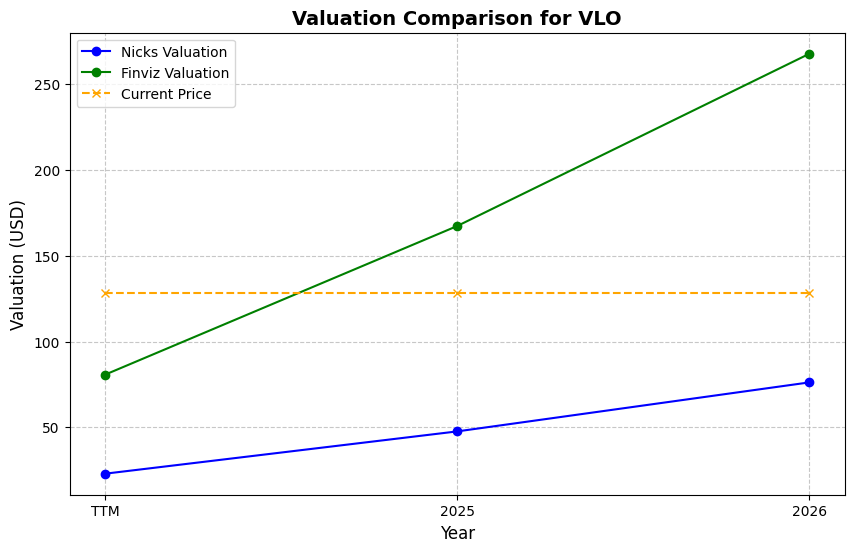 Valuation Comparison for VLO
Nicks Valuation
Finviz Valuation
Current Price
Valuation (USD)
250
200
150
100
50
TTM
2025
2026
Year